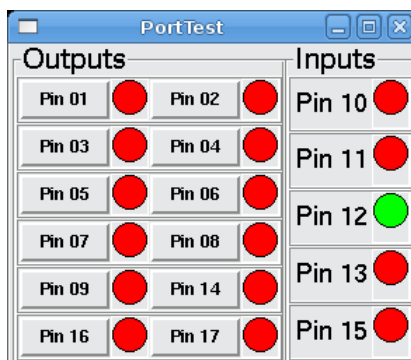 PortTest
Outputs
Inputs
Pin 01
Pin 02
Pin 03
Pin 04
Pin 05
Pin 06
Pin 07
Pin 08
Pin 09
Pin 14
Pin 16
Pin 17
Pin 10
Pin 11
Pin 12
Pin 13
Pin 15